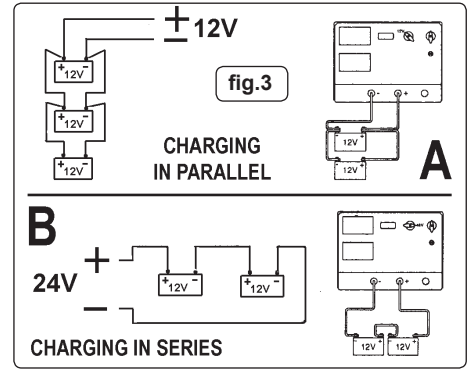 + 12V
−
+ 12V −
+ 12V −
+ 12V −
fig.3
CHARGING
IN PARALLEL
12V
- +
12V
12V
A
B
+
24V
−
+ 12V −
+ 12V −
CHARGING IN SERIES
- +
12V
12V